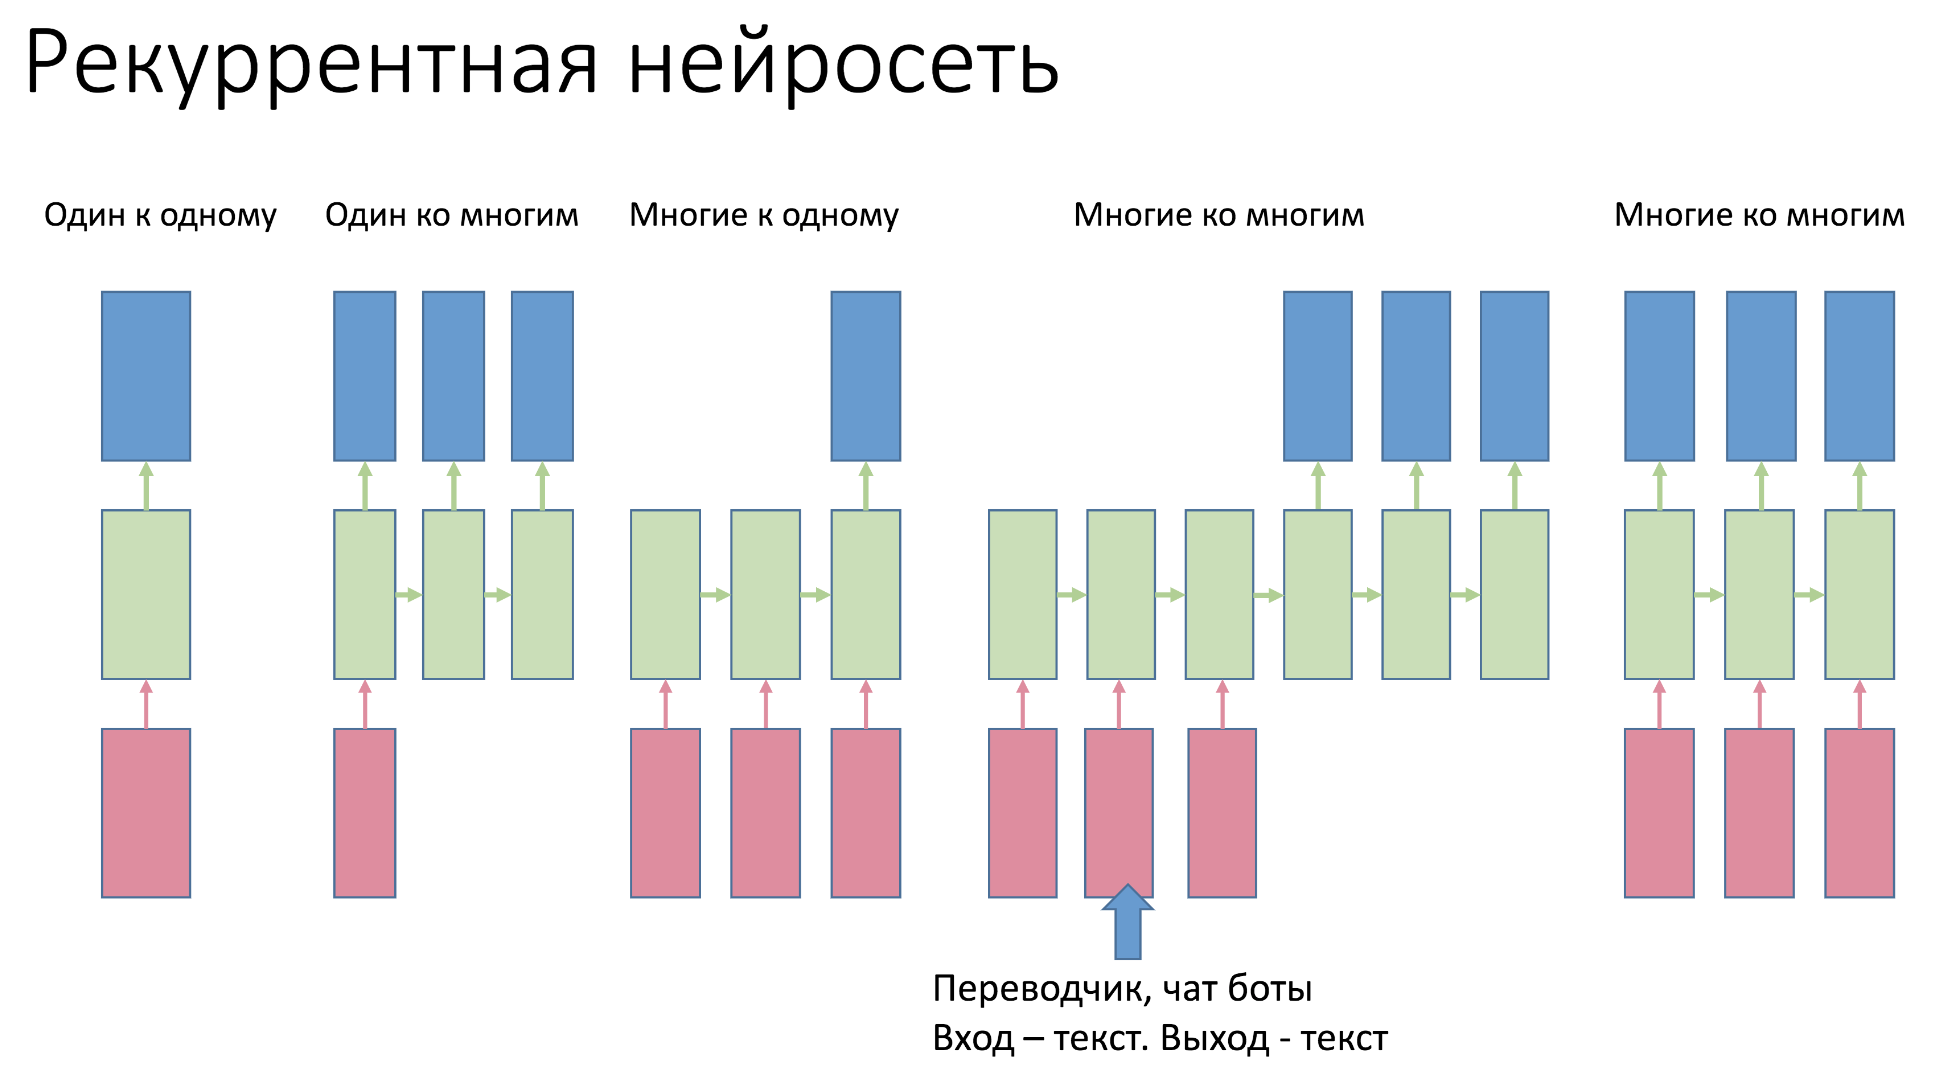 Рекуррентная нейросеть
Один к одному
Один ко многим
Многие к одному
Многие ко многим
Многие ко многим
Переводчик, чат боты
Вход – текст. Выход - текст